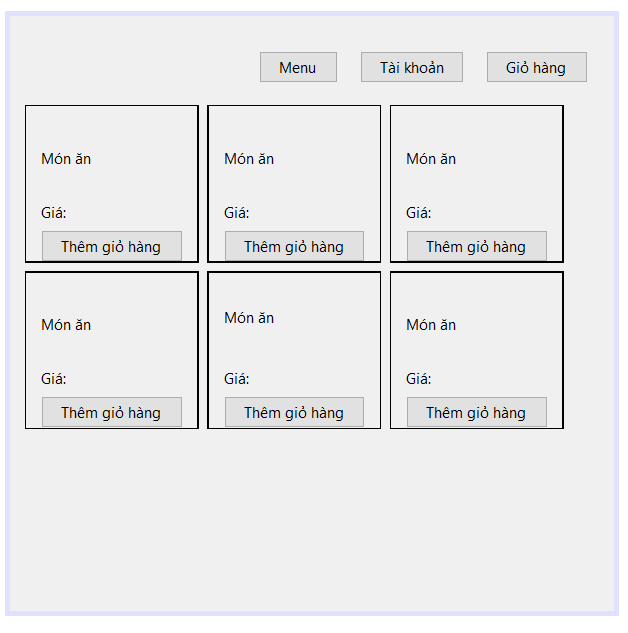 Menu Tài khoản Giỏ hàng
Món ăn Món ăn Món ăn
Giá: Giá: Giá:
Thêm giỏ hàng Thêm giỏ hàng Thêm giỏ hàng
Món ăn Món ăn Món ăn
Giá: Giá: Giá:
Thêm giỏ hàng Thêm giỏ hàng Thêm giỏ hàng